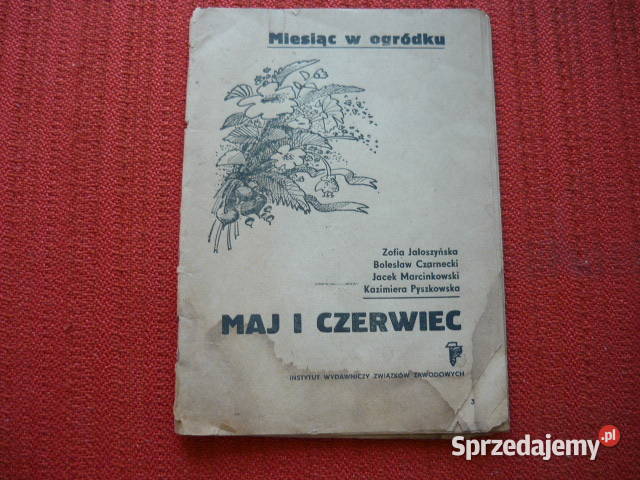 Miesiąc w ogródku
Zofia Jałoszyńska
Bolesław Czarnecki
Jacek Marcinkowski
Kazimiera Pyszkowska
MAJ I CZERWIEC
INSTYTUT WYDAWNICZY ZWIĄZKÓW ZAWODOWYCH
3
Sprzedajemy.pl